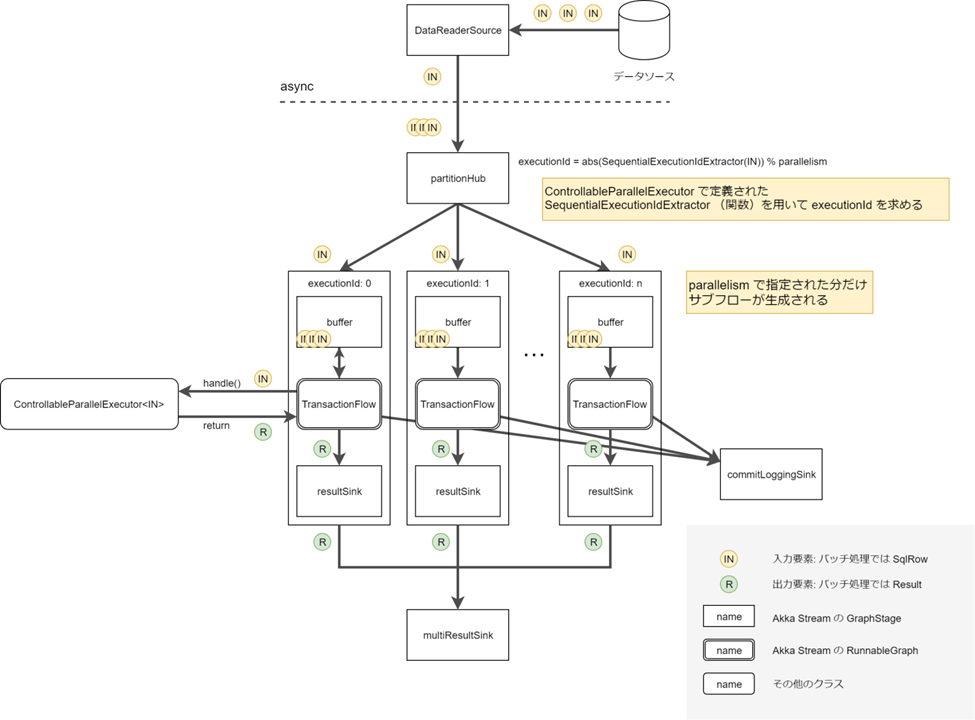 IN
IN
IN
DataReaderSource
データソース
IN
async
IN
IN
IN
partitionHub
executionId = abs(SequentialExecutionIdExtractor(IN)) % parallelism
ControllableParallelExecutor で定義された
SequentialExecutionIdExtractor （関数）を用いて executionId を求める
IN
IN
IN
executionId: 0
executionId: 1
executionId: n
parallelism で指定された分だけ
サブフローが生成される
buffer
buffer
buffer
IN
IN
IN
IN
IN
IN
IN
IN
IN
...
handle()
IN
ControllableParallelExecutor<IN>
TransactionFlow
TransactionFlow
TransactionFlow
return
R
R
R
R
resultSink
resultSink
resultSink
commitLoggingSink
R
R
R
multiResultSink
IN
入力要素: バッチ処理では SqlRow
R
出力要素: バッチ処理では Result
name
Akka Stream の GraphStage
name
Akka Stream の RunnableGraph
name
その他のクラス